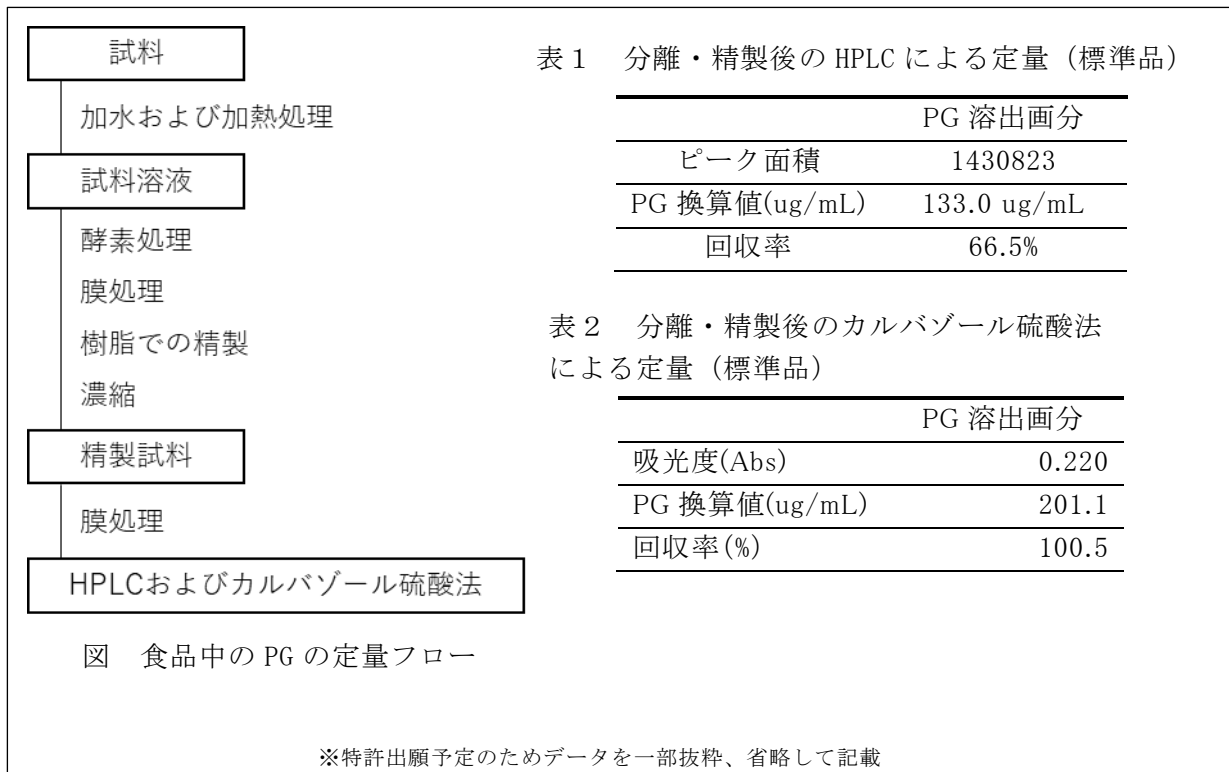 試料
加水および加熱処理
試料溶液
酵素処理
膜処理
樹脂での精製
濃縮
精製試料
膜処理
HPLCおよびカルバゾール硫酸法
図 食品中の PG の定量フロー
表1 分離・精製後の HPLC による定量（標準品）
PG 溶出画分
ピーク面積 1430823
PG 換算値(ug/mL) 133.0 ug/mL
回収率 66.5%
表2 分離・精製後のカルバゾール硫酸法
による定量（標準品）
PG 溶出画分
吸光度(Abs) 0.220
PG 換算値(ug/mL) 201.1
回収率(%) 100.5
※特許出願予定のためデータを一部抜粋、省略して記載